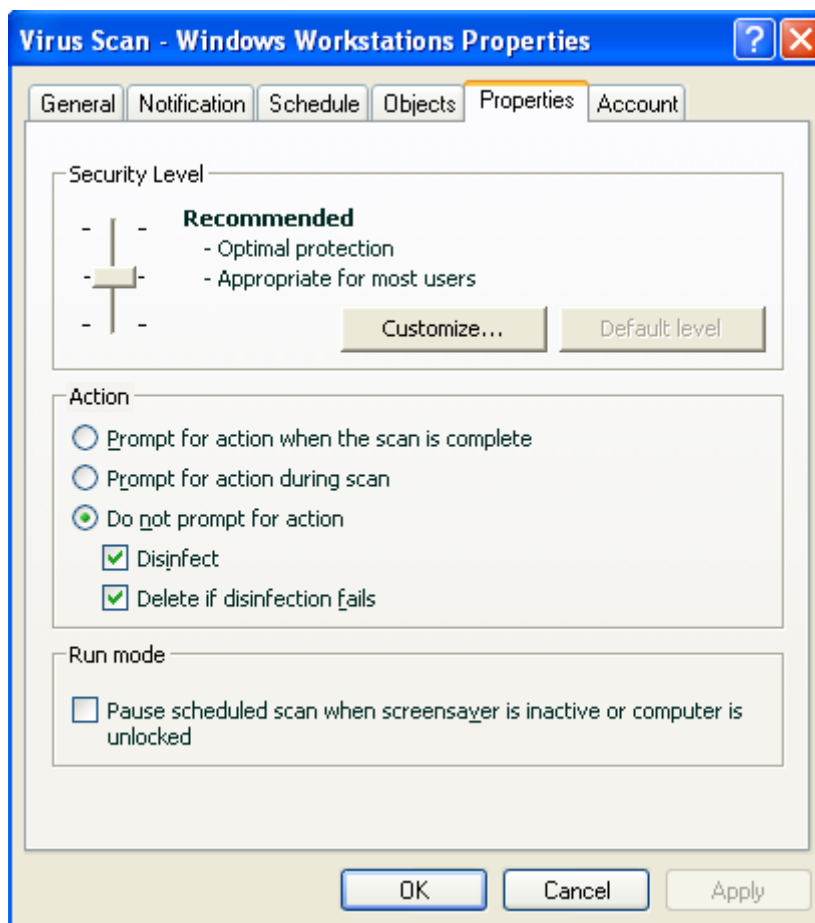 Virus Scan - Windows Workstations Properties
General Notification Schedule Objects Properties Account
Security Level
Recommended
- Optimal protection
- Appropriate for most users
Customize... Default level
Action
Prompt for action when the scan is complete
Prompt for action during scan
Do not prompt for action
Disinfect
Delete if disinfection fails
Run mode
Pause scheduled scan when screensaver is inactive or computer is
unlocked
OK Cancel Apply